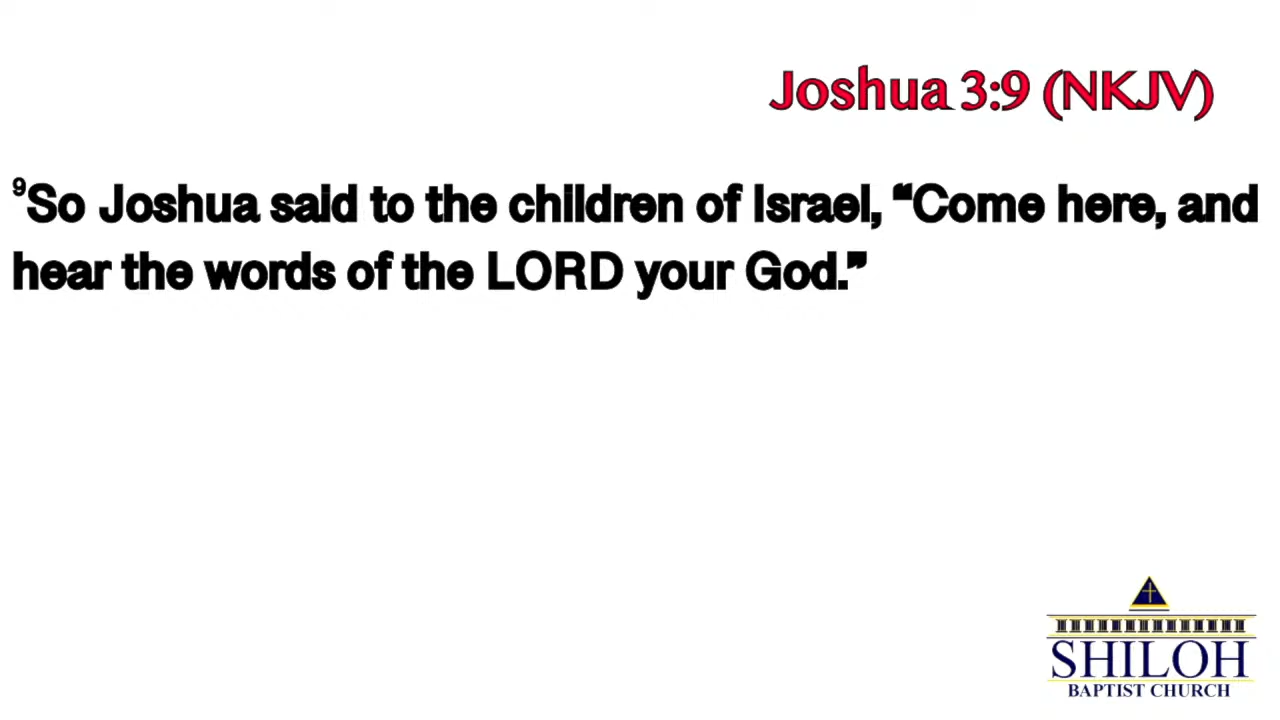 Joshua 3:9 (NKJV)
⁹So Joshua said to the children of Israel, “Come here, and
hear the words of the LORD your God.”
SHILOH
BAPTIST CHURCH